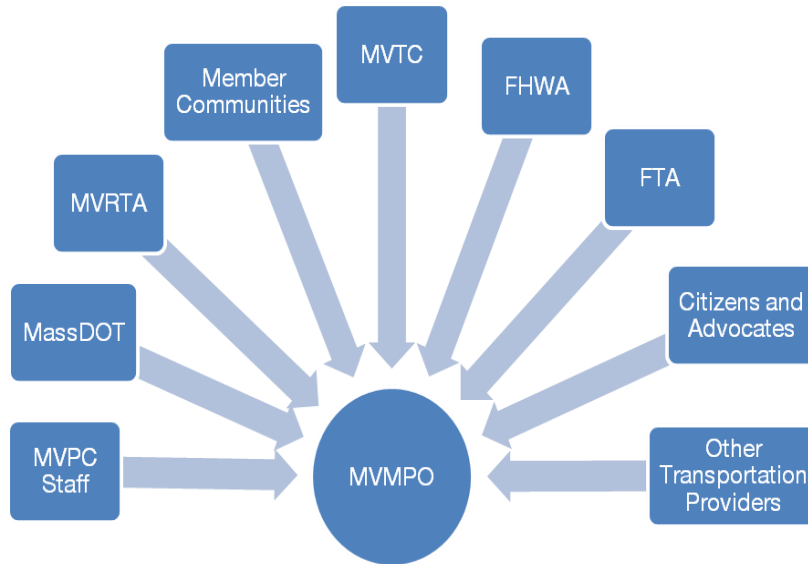 MVTC
Member
Communities
FHWA
FTA
MVRTA
MassDOT
Citizens and
Advocates
MVPC
Staff
MVMPO
Other
Transportation
Providers